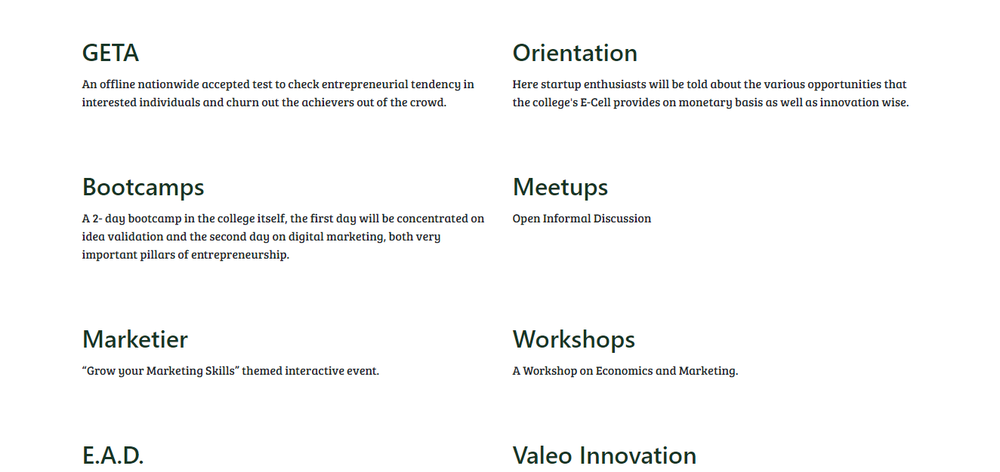 GETA
An offline nationwide accepted test to check entrepreneurial tendency in
interested individuals and churn out the achievers out of the crowd.
Orientation
Here startup enthusiasts will be told about the various opportunities that
the college's E-Cell provides on monetary basis as well as innovation wise.
Bootcamps
A 2- day bootcamp in the college itself, the first day will be concentrated on
idea validation and the second day on digital marketing, both very
important pillars of entrepreneurship.
Meetups
Open Informal Discussion
Marketier
“Grow your Marketing Skills” themed interactive event.
Workshops
A Workshop on Economics and Marketing.
E.A.D.
Valeo Innovation